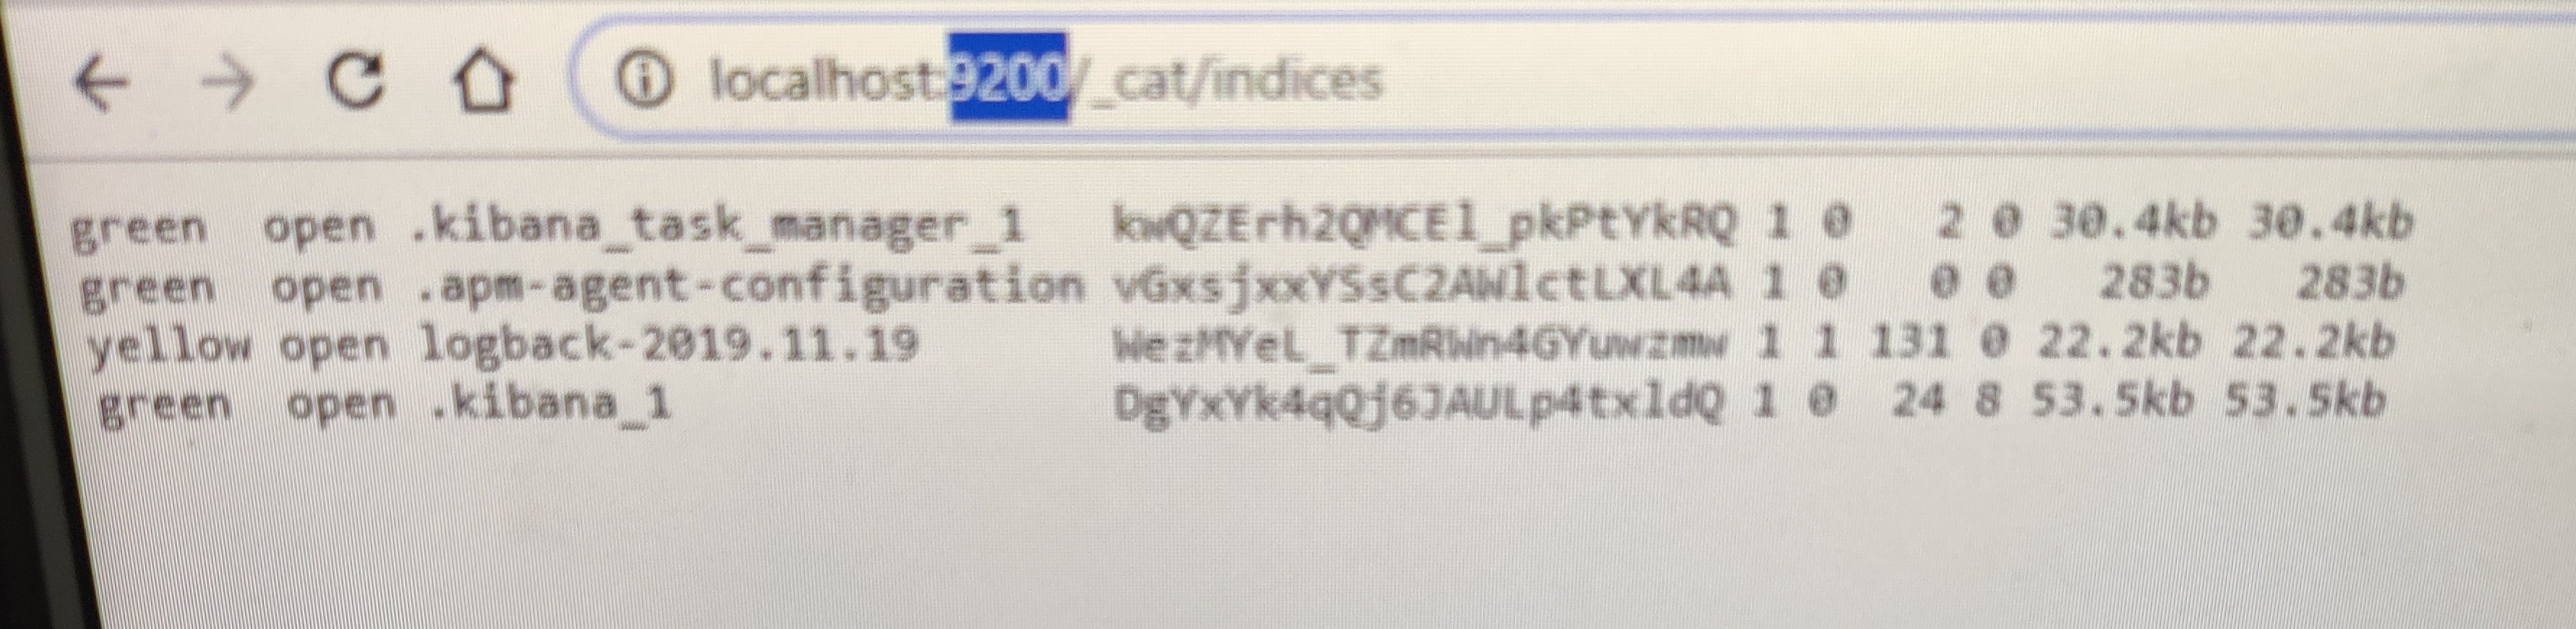 localhost:9200/_cat/indices
green open .kibana_task_manager_1 kwQZErh2QMCEl_pkPtYkRQ 1 0 2 0 30.4kb 30.4kb
green open .apm-agent-configuration vGxsjxxYSsC2AWlctLXL4A 1 0 0 0 283b 283b
yellow open logback-2019.11.19 WezMYeL_TZmRWn4GYuwzmw 1 1 131 0 22.2kb 22.2kb
green open .kibana_1 DgYxYk4qQj6JAULp4txldQ 1 0 24 8 53.5kb 53.5kb